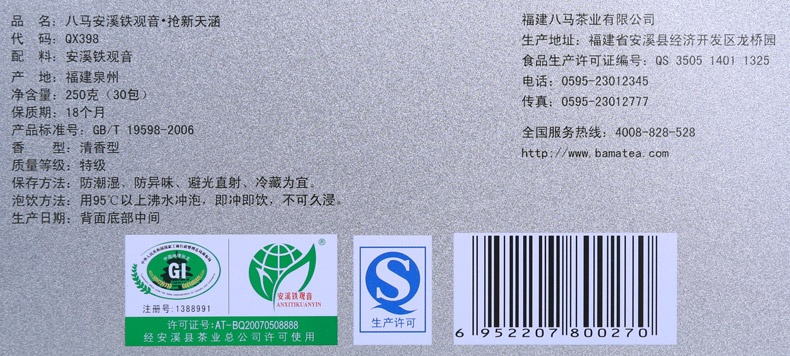 品　名：八马安溪铁观音·抢新天涵
代　码：QX398
配　料：安溪铁观音
产　地：福建泉州
净含量：250克（30包）
保质期：18个月
产品标准号：GB/T 19598-2006
香　　型：清香型
质量等级：特级
保存方法：防潮湿、防异味、避光直射、冷藏为宜。
泡饮方法：用95℃以上沸水冲泡，即冲即饮，不可久浸。
生产日期：背面底部中间
福建八马茶业有限公司
生产地址：福建省安溪县经济开发区龙桥园
食品生产许可证编号：QS 3505 1401 1325
电话：0595-23012345
传真：0595-23012777
全国服务热线：4008-828-528
http://www.bamatea.com
GI
注册号：1388991
安溪铁观音
ANXITIEKUANYIN
®
许可证号：AT-BQ20070508888
经安溪县茶业总公司许可使用
QS
生产许可
6 952207 800270